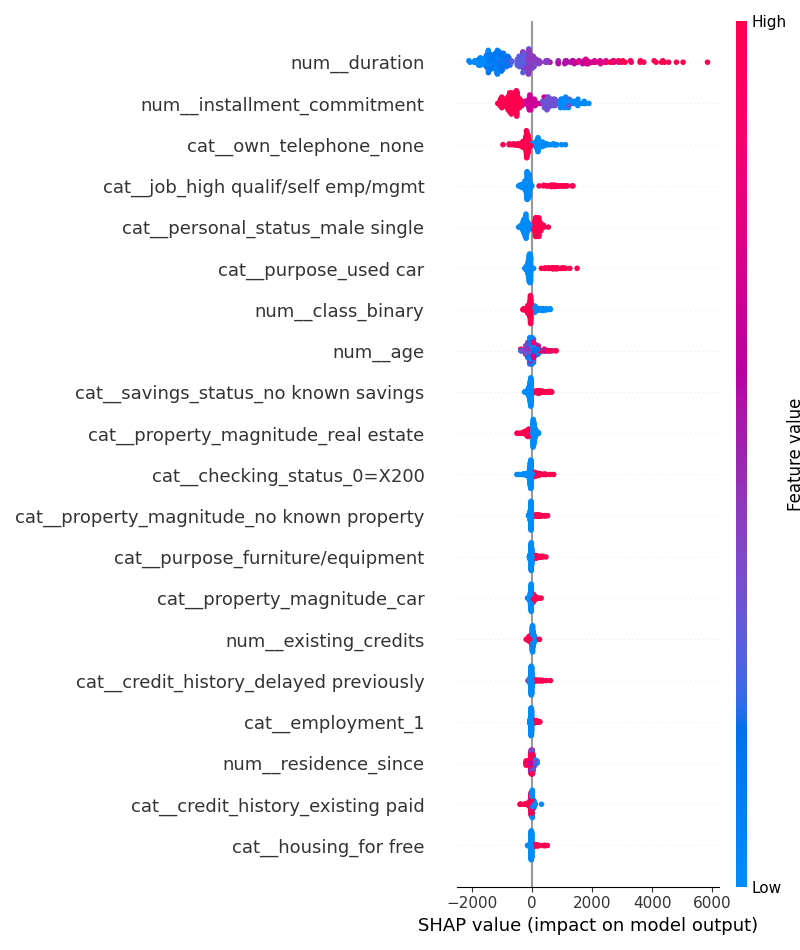 High
num__duration
num__installment_commitment
cat__own_telephone_none
cat__job_high qualif/self emp/mgmt
cat__personal_status_male single
cat__purpose_used car
num__class_binary
num__age
cat__savings_status_no known savings
cat__property_magnitude_real estate
cat__checking_status_0=X200
cat__property_magnitude_no known property
cat__purpose_furniture/equipment
cat__property_magnitude_car
num__existing_credits
cat__credit_history_delayed previously
cat__employment_1
num__residence_since
cat__credit_history_existing paid
cat__housing_for free
Feature value
Low
−2000 0 2000 4000 6000
SHAP value (impact on model output)